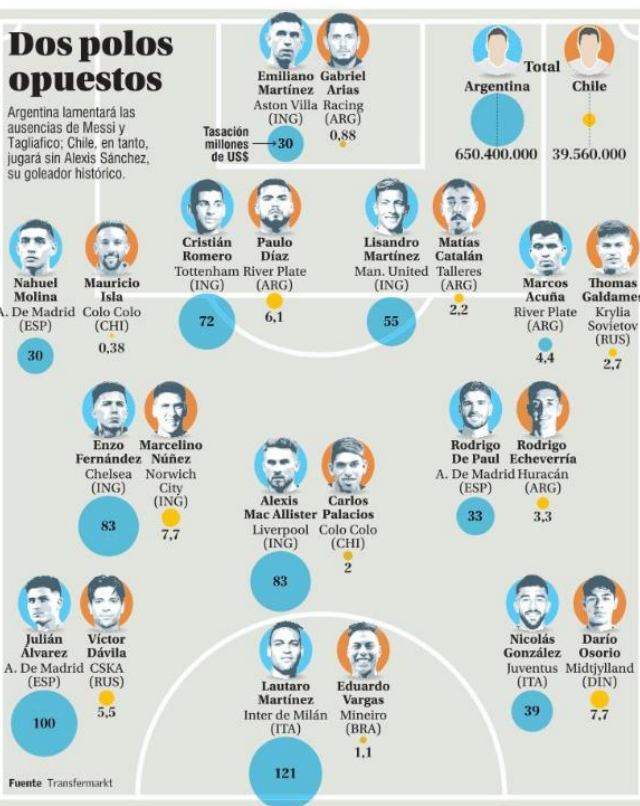 Dos polos
opuestos
Argentina lamentará las
ausencias de Messi y
Tagliafico; Chile, en tanto,
jugará sin Alexis Sánchez,
su goleador histórico.
Emiliano
Martínez
Aston Villa
(ING)
Tasación
millones
de US$
30
Gabriel
Arias
Racing
(ARG)
0,88
Total
Argentina
650.400.000
Chile
39.560.000
Nahuel
Molina
A. De Madrid
(ESP)
30
Mauricio
Isla
Colo Colo
(CHI)
0,38
Cristián
Romero
Tottenham
(ING)
72
Paulo
Díaz
River Plate
(ARG)
6,1
Lisandro
Martínez
Man. United
(ING)
55
Matías
Catalán
Talleres
(ARG)
2,2
Marcos
Acuña
River Plate
(ARG)
4,4
Thomas
Galdames
Krylia
Sovietov
(RUS)
2,7
Enzo
Fernández
Chelsea
(ING)
83
Marcelino
Núñez
Norwich
City
(ING)
7,7
Alexis
Mac Allister
Liverpool
(ING)
83
Carlos
Palacios
Colo Colo
(CHI)
2
Rodrigo
De Paul
A. De Madrid
(ESP)
33
Rodrigo
Echeverría
Huracán
(ARG)
3,3
Julián
Álvarez
A. De Madrid
(ESP)
100
Víctor
Dávila
CSKA
(RUS)
5,5
Lautaro
Martínez
Inter de Milán
(ITA)
121
Eduardo
Vargas
Mineiro
(BRA)
1,1
Nicolás
González
Juventus
(ITA)
39
Darío
Osorio
Midtjylland
(DIN)
7,7
Fuente Transfermarkt